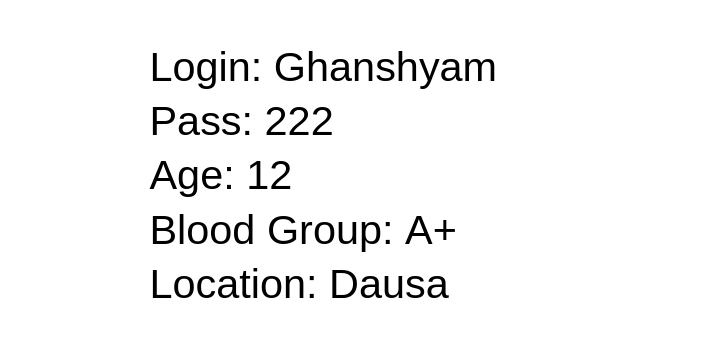 Login: Ghanshyam
Pass: 222
Age: 12
Blood Group: A+
Location: Dausa